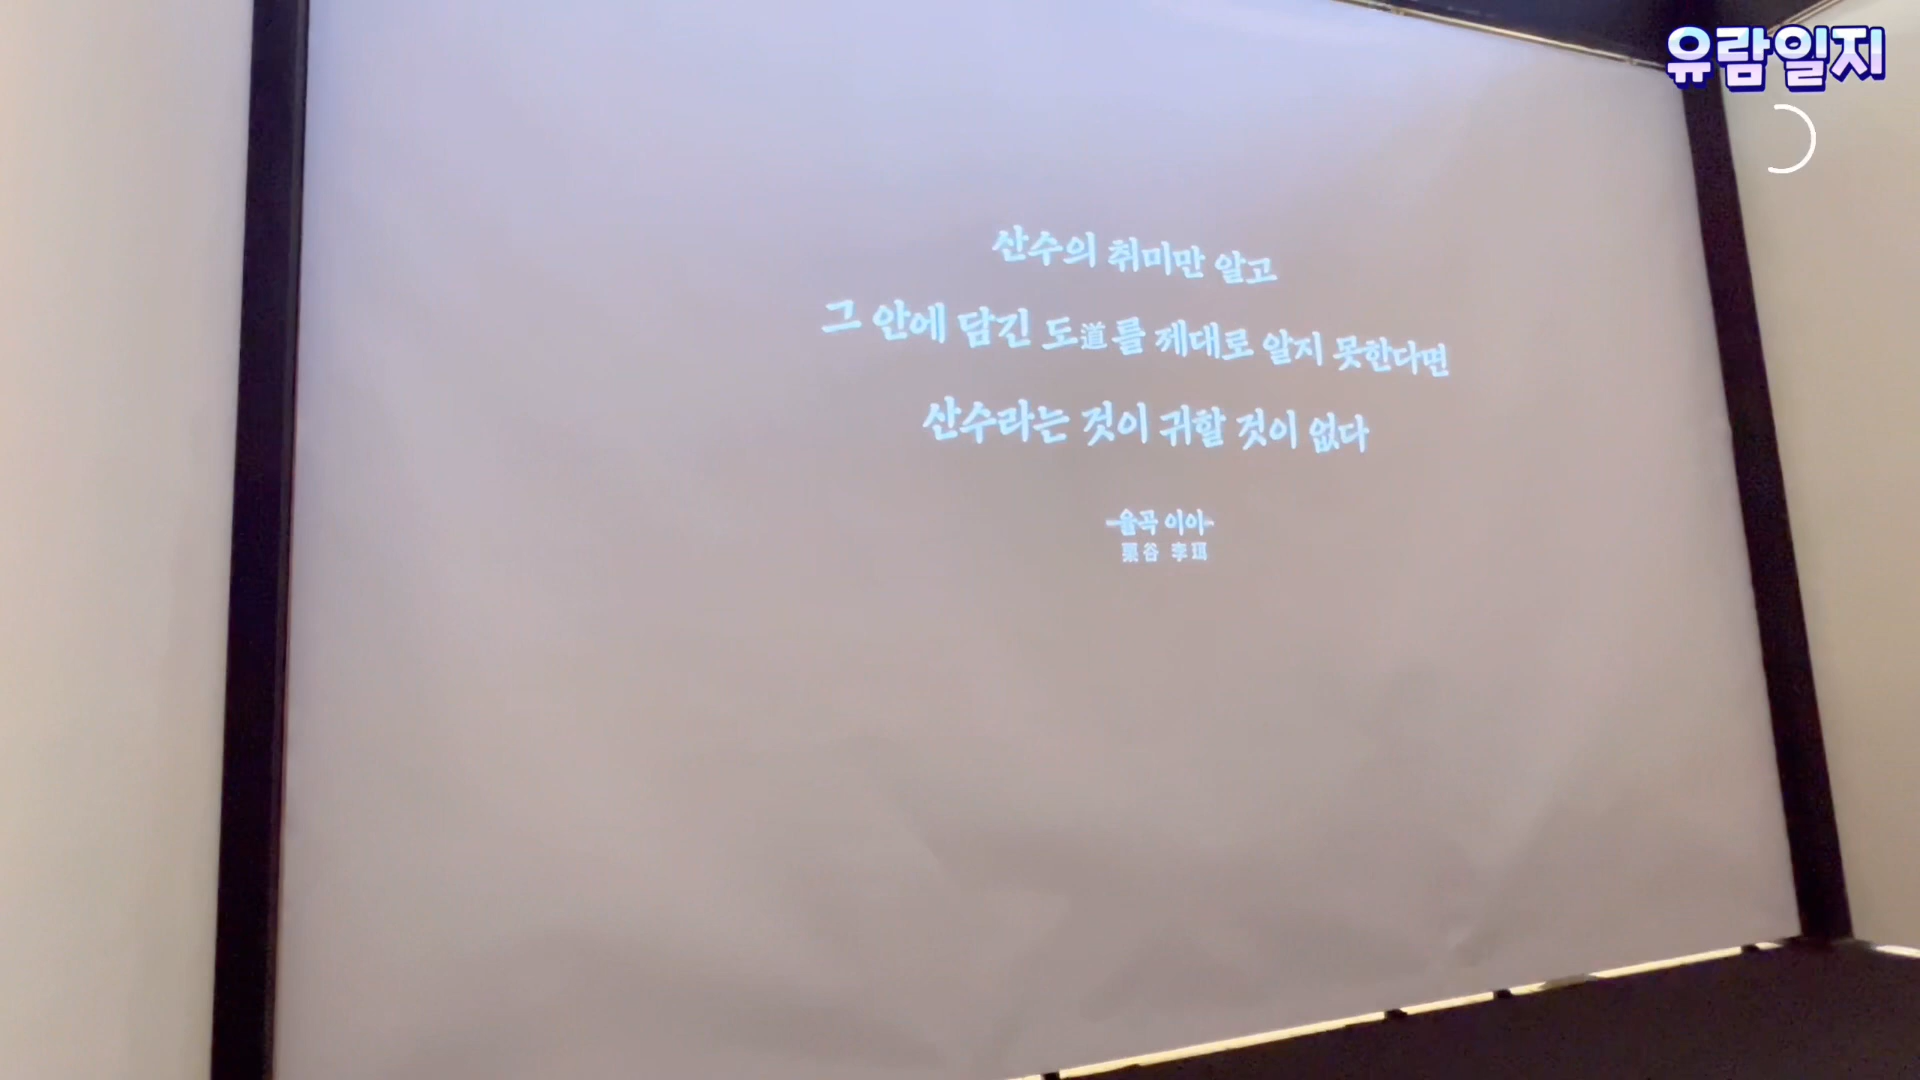 유람일지
산수의 취미만 알고
그 안에 담긴 도道를 제대로 알지 못한다면
산수라는 것이 귀할 것이 없다
-율곡 이이-
栗谷 李珥